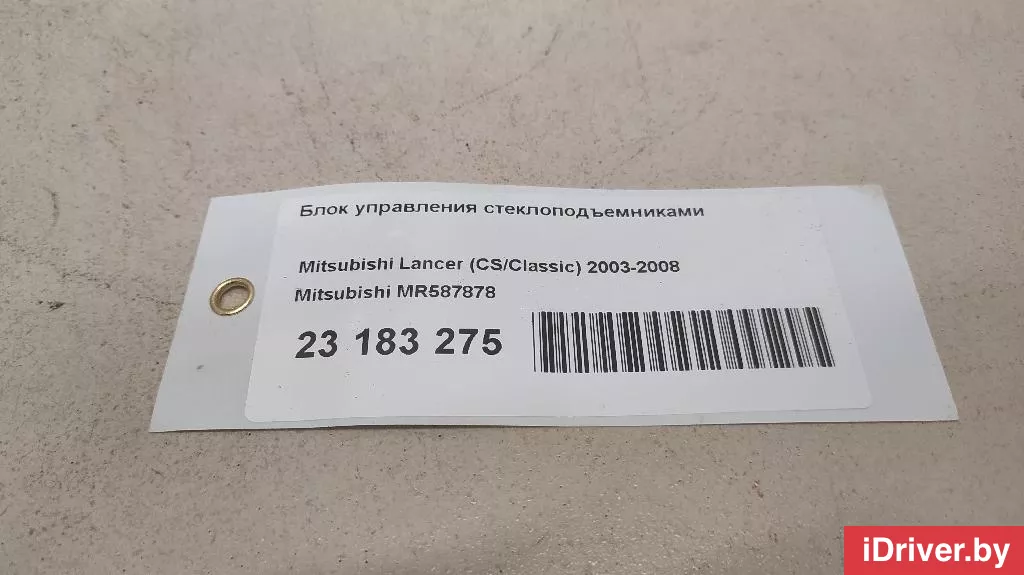 Блок управления стеклоподъемниками
Mitsubishi Lancer (CS/Classic) 2003-2008
Mitsubishi MR587878
23 183 275
iDriver.by